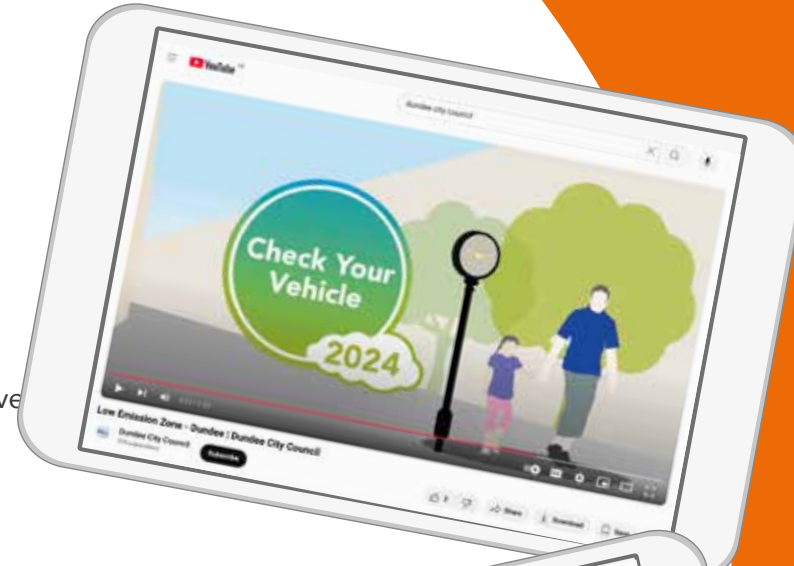 YouTube
dundee city council
Check Your
Vehicle
2024
ve
Low Emission Zone - Dundee | Dundee City Council
Dundee City Council
Subscribe
Share
Download